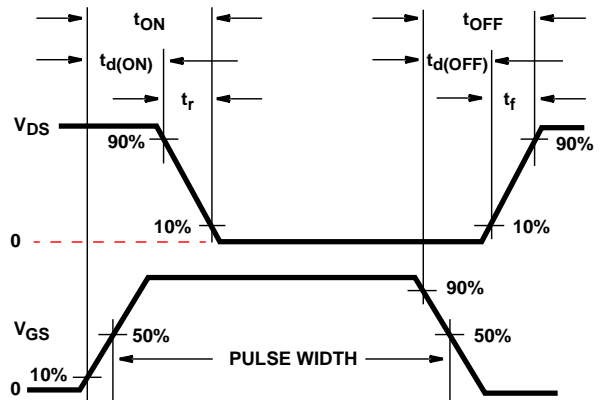 tON tOFF
td(ON) td(OFF)
tr tf
VDS
90% 90%
10% 10%
0
90%
VGS 50% 50%
PULSE WIDTH
10%
0